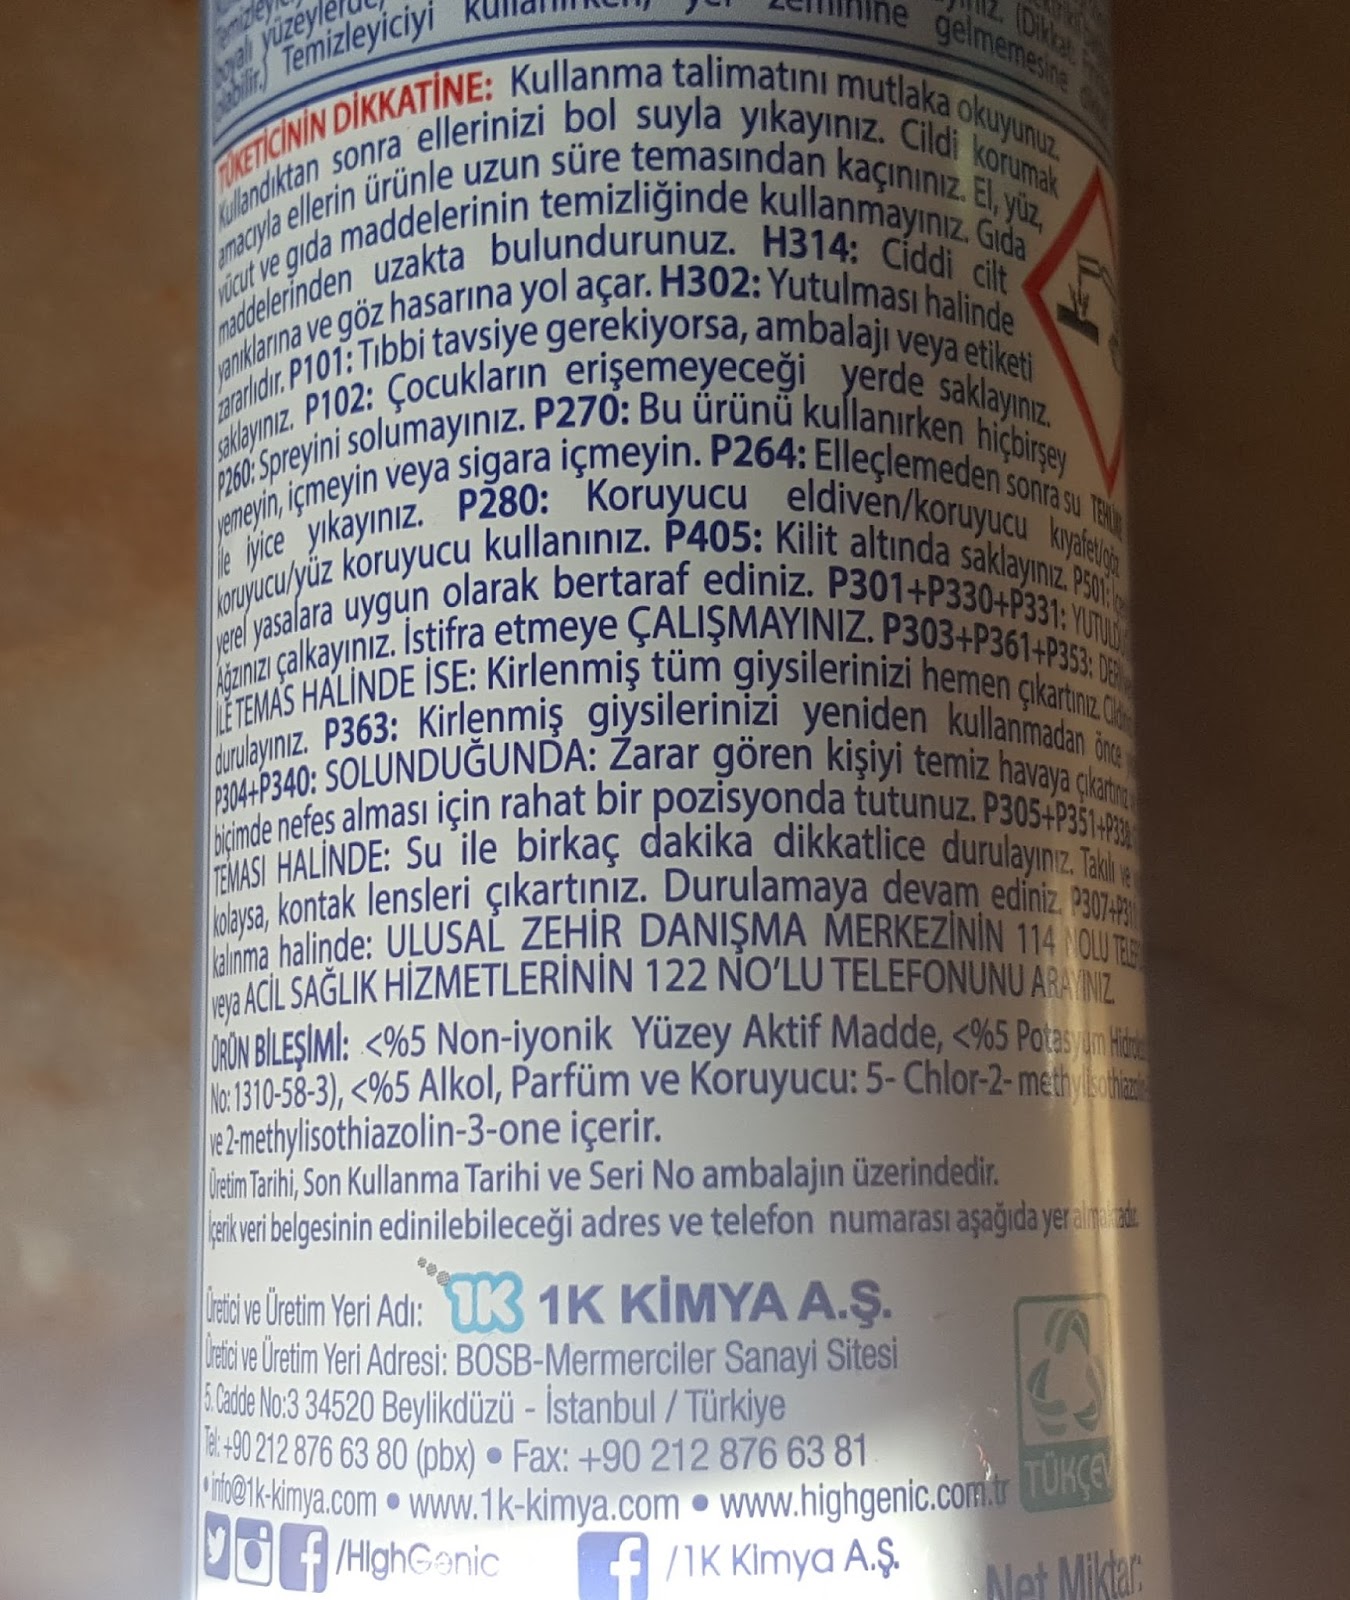 boyalı yüzeylerde,
Temizleyiciyi kullanırken, yer zeminine gelmemesine
TÜKETİCİNİN DİKKATİNE: Kullanma talimatını mutlaka okuyunuz.
Kullandıktan sonra ellerinizi bol suyla yıkayınız. Cildi korumak
amacıyla ellerin ürünle uzun süre temasından kaçınınız. El, yüz,
vücut ve gıda maddelerinin temizliğinde kullanmayınız. Gıda
maddelerinden uzakta bulundurunuz. H314: Ciddi cilt
yanıklarına ve göz hasarına yol açar. H302: Yutulması halinde
zararlıdır. P101: Tıbbi tavsiye gerekiyorsa, ambalajı veya etiketi
saklayınız. P102: Çocukların erişemeyeceği yerde saklayınız.
P260: Spreyini solumayınız. P270: Bu ürünü kullanırken hiçbirşey
yemeyin, içmeyin veya sigara içmeyin. P264: Elleçlemeden sonra su
ile iyice yıkayınız. P280: Koruyucu eldiven/koruyucu kıyafet/göz
koruyucu/yüz koruyucu kullanınız. P405: Kilit altında saklayınız. P501:
yerel yasalara uygun olarak bertaraf ediniz. P301+P330+P331:
Ağzınızı çalkayınız. İstifra etmeye ÇALIŞMAYINIZ. P303+P361+P353:
İLE TEMAS HALİNDE İSE: Kirlenmiş tüm giysilerinizi hemen çıkartınız.
durulayınız. P363: Kirlenmiş giysilerinizi yeniden kullanmadan önce
P304+P340: SOLUNDUĞUNDA: Zarar gören kişiyi temiz havaya çıkartınız
biçimde nefes alması için rahat bir pozisyonda tutunuz. P305+P351+P338:
TEMASI HALİNDE: Su ile birkaç dakika dikkatlice durulayınız. Takılı ve
kolaysa, kontak lensleri çıkartınız. Durulamaya devam ediniz.
kalınma halinde: ULUSAL ZEHİR DANIŞMA MERKEZİNİN 114 NOLU
veya ACİL SAĞLIK HİZMETLERİNİN 122 NO'LU TELEFONUNU ARAYINIZ
ÜRÜN BİLEŞİMİ: <%5 Non-iyonik Yüzey Aktif Madde, <%5 Potasyum
No: 1310-58-3), <%5 Alkol, Parfüm ve Koruyucu: 5- Chlor-2-
ve 2-methylisothiazolin-3-one içerir.
Üretim Tarihi, Son Kullanma Tarihi ve Seri No ambalajın üzerindedir.
İçerik veri belgesinin edinilebileceği adres ve telefon numarası aşağıda yer almaktadır.
Üretici ve Üretim Yeri Adı: 1K 1K KİMYA A.Ş.
Üretici ve Üretim Yeri Adresi: BOSB-Mermerciler Sanayi Sitesi
5. Cadde No:3 34520 Beylikdüzü - İstanbul / Türkiye
Tel: +90 212 876 63 80 (pbx) • Fax: +90 212 876 63 81
• info@1k-kimya.com • www.1k-kimya.com • www.highgenic.com.tr
TÜKÇEV
/HIghGenic /1K Kimya A.Ş.
Net Miktar: